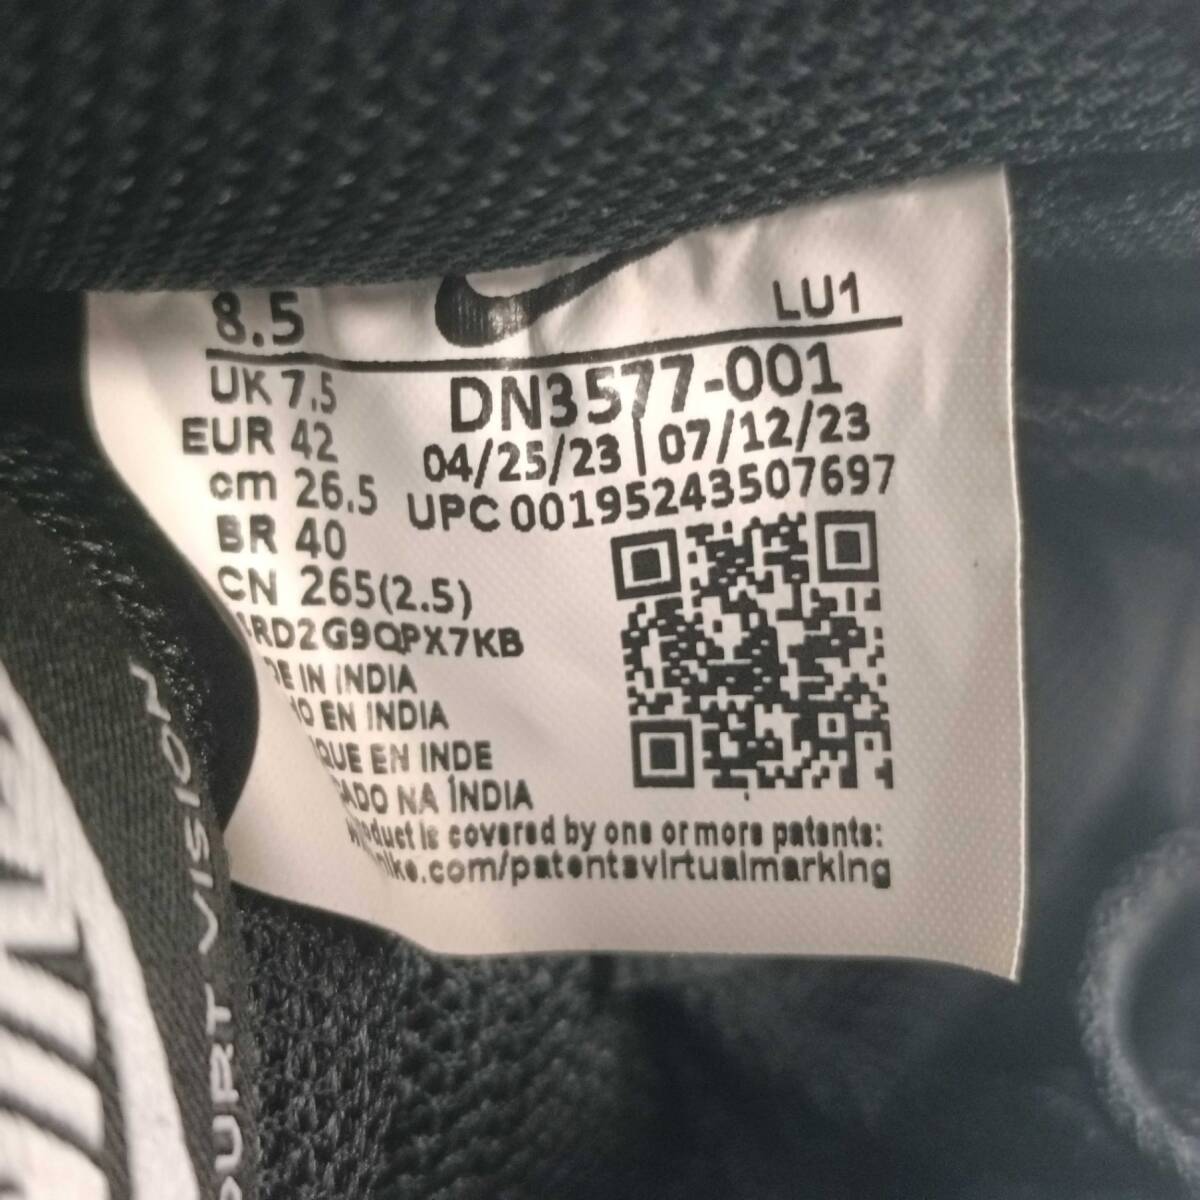 8.5 LU1
UK 7.5 DN3577-001
EUR 42 04/25/23 | 07/12/23
cm 26.5 UPC 00195243507697
BR 40
CN 265(2.5)
RD2G9QPX7KB
DE IN INDIA
HO EN INDIA
QUE EN INDE
CADO NA ÍNDIA
product is covered by one or more patents:
nike.com/patentsvirtualmarking
OURT VISION